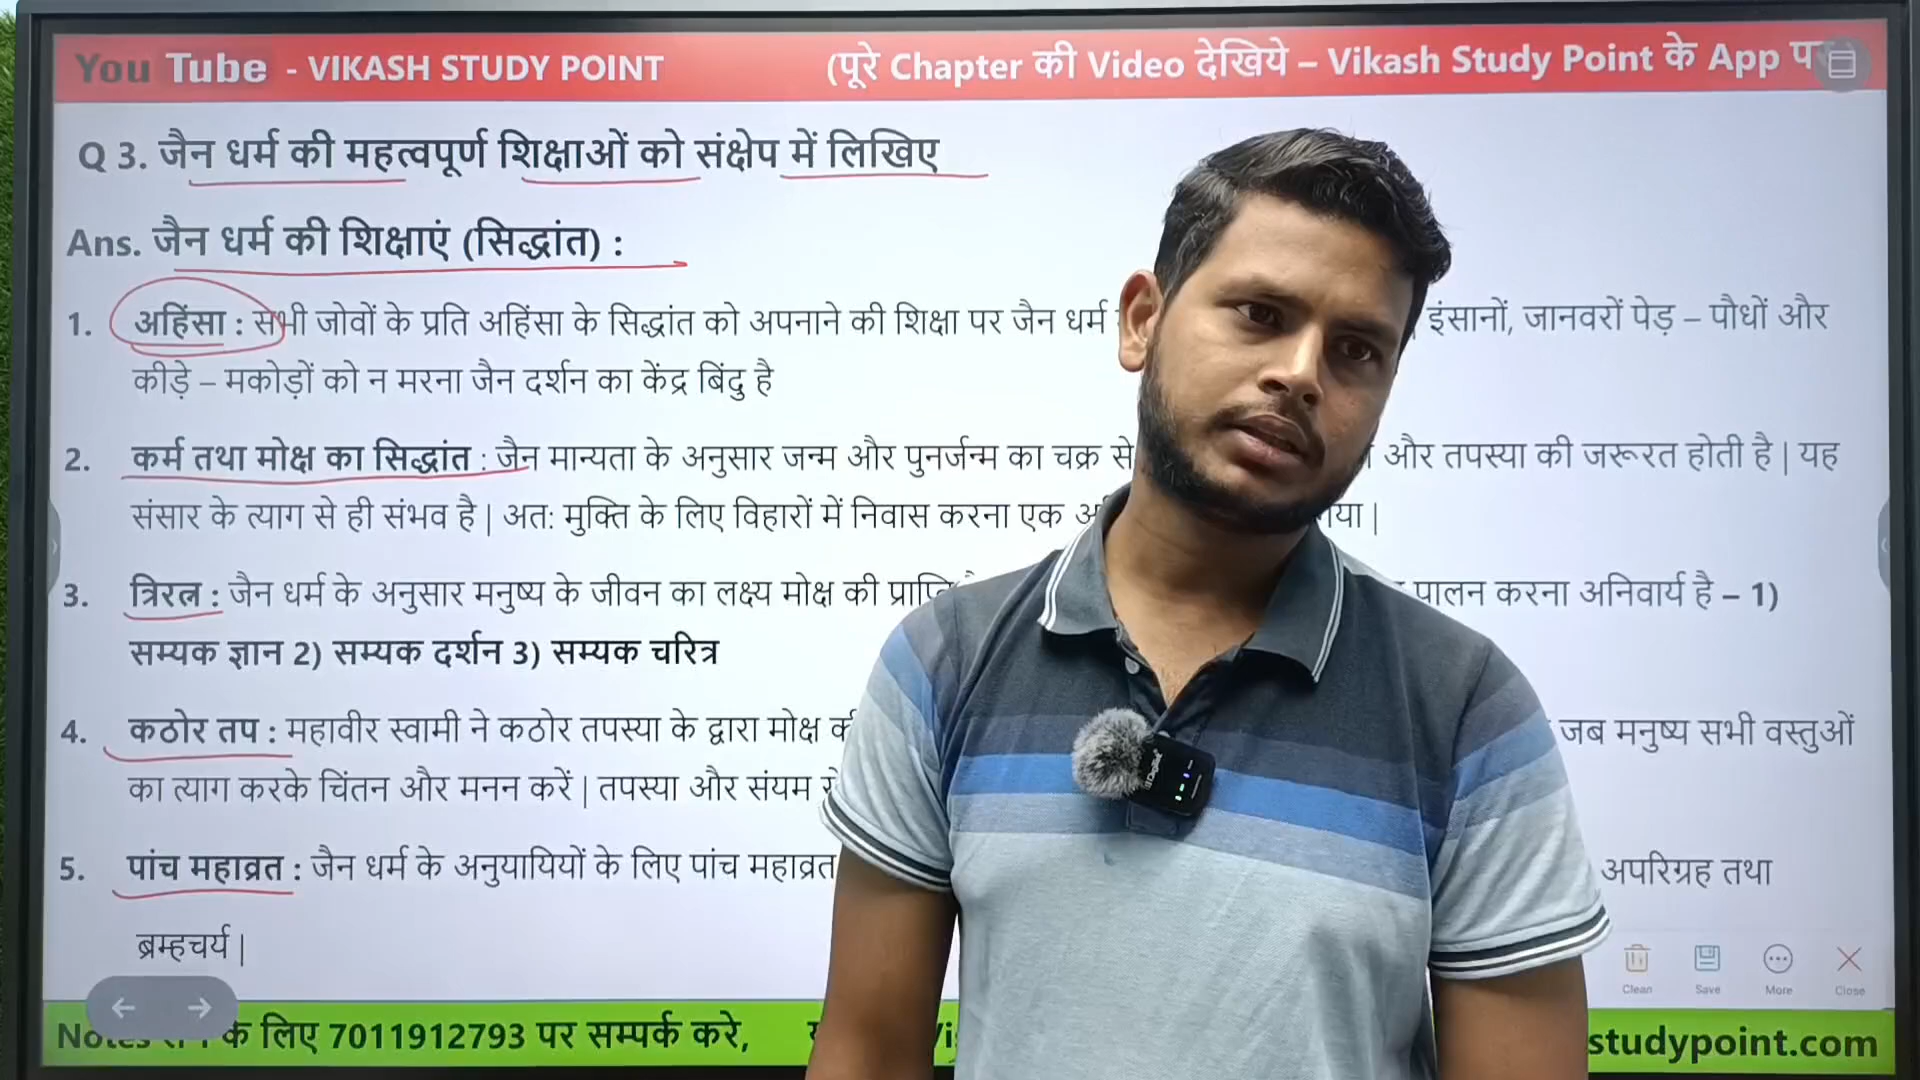 You Tube - VIKASH STUDY POINT (पूरे Chapter की Video देखिये – Vikash Study Point के App
Q 3. जैन धर्म की महत्वपूर्ण शिक्षाओं को संक्षेप में लिखिए
Ans. जैन धर्म की शिक्षाएं (सिद्धांत) :
1. अहिंसा : सभी जोवों के प्रति अहिंसा के सिद्धांत को अपनाने की शिक्षा पर जैन धर्म इंसानों, जानवरों पेड़ – पौधों और
कीड़े – मकोड़ों को न मरना जैन दर्शन का केंद्र बिंदु है
2. कर्म तथा मोक्ष का सिद्धांत : जैन मान्यता के अनुसार जन्म और पुनर्जन्म का चक्र से और तपस्या की जरूरत होती है | यह
संसार के त्याग से ही संभव है | अत: मुक्ति के लिए विहारों में निवास करना एक
3. त्रिरत्न : जैन धर्म के अनुसार मनुष्य के जीवन का लक्ष्य मोक्ष की पालन करना अनिवार्य है – 1)
सम्यक ज्ञान 2) सम्यक दर्शन 3) सम्यक चरित्र
4. कठोर तप : महावीर स्वामी ने कठोर तपस्या के द्वारा मोक्ष जब मनुष्य सभी वस्तुओं
का त्याग करके चिंतन और मनन करें | तपस्या और संयम
5. पांच महाव्रत : जैन धर्म के अनुयायियों के लिए पांच महाव्रत अपरिग्रह तथा
ब्रम्हचर्य |
Clean Save More Close
के लिए 7011912793 पर सम्पर्क करे, studypoint.com